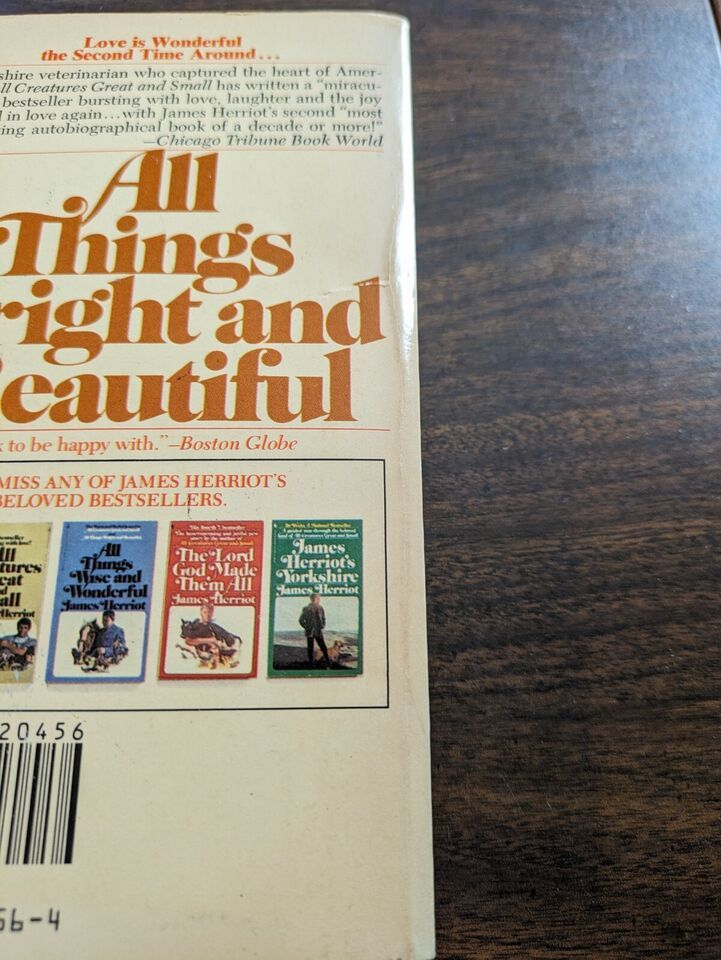 Love is Wonderful
the Second Time Around...
shire veterinarian who captured the heart of Amer-
ll Creatures Great and Small has written a "miracu-
bestseller bursting with love, laughter and the joy
l in love again...with James Herriot's second "most
ing autobiographical book of a decade or more!"
—Chicago Tribune Book World
All
Things
right and
eautiful
k to be happy with."—Boston Globe
MISS ANY OF JAMES HERRIOT'S
BELOVED BESTSELLERS.
All
Things
Wise and
Wonderful
James Herriot
The Lord
God Made
Them All
James Herriot
James
Herriot's
Yorkshire
James Herriot
20456
56-4